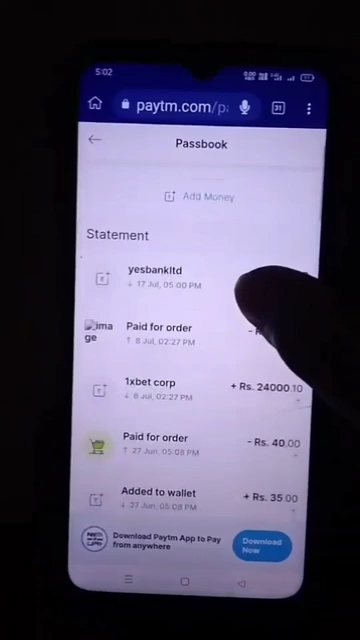 5:02
paytm.com/p
31
Passbook
Add Money
Statement
yesbankltd
↓ 17 Jul, 05:00 PM
image
Paid for order
↑ 8 Jul, 02:27 PM
1xbet corp
+ Rs. 24000.10
↓ 6 Jul, 02:27 PM
Paid for order
- Rs. 40.00
↑ 27 Jun, 05:08 PM
Added to wallet
+ Rs. 35.00
↓ 27 Jun, 05:08 PM
Download Paytm App to Pay
from anywhere
Download
Now